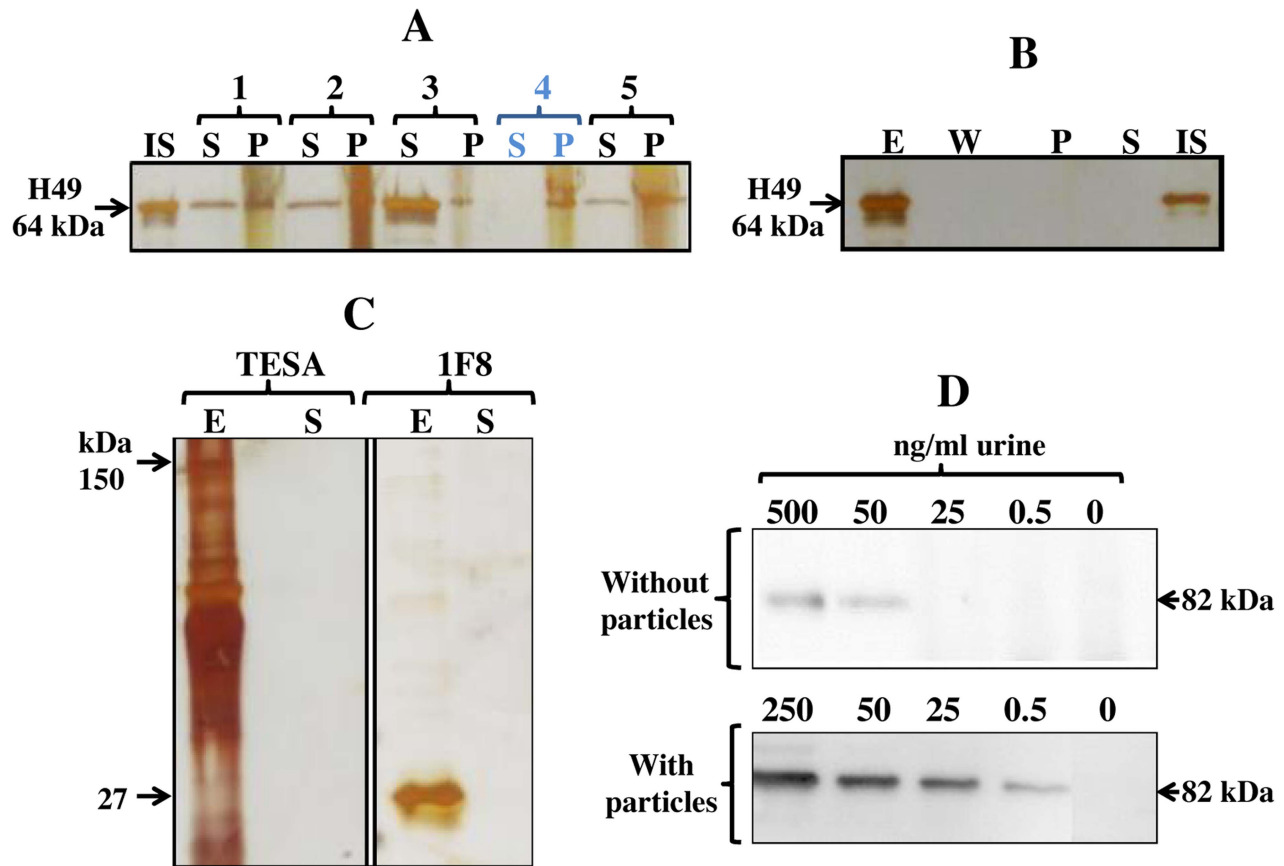 A
1 2 3 4 5
IS S P S P S P S P S P
H49
64 kDa
B
E W P S IS
H49
64 kDa
C
TESA 1F8
E S E S
kDa
150
27
D
ng/ml urine
500 50 25 0.5 0
Without
particles
82 kDa
250 50 25 0.5 0
With
particles
82 kDa